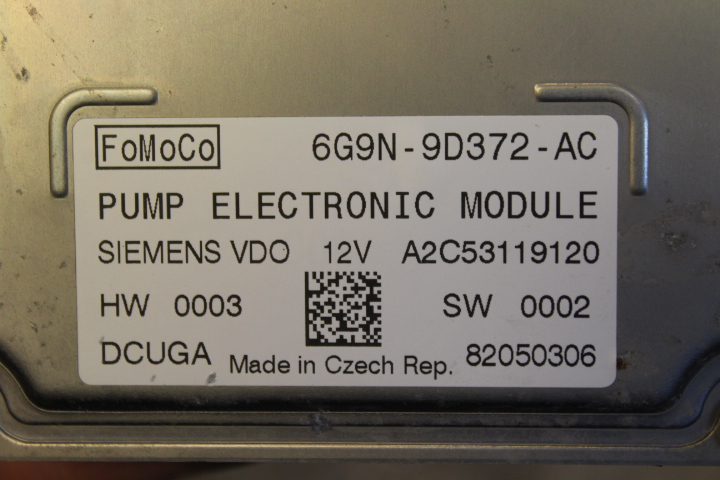 FoMoCo 6G9N-9D372-AC
PUMP ELECTRONIC MODULE
SIEMENS VDO 12V A2C53119120
HW 0003 SW 0002
DCUGA Made in Czech Rep. 82050306